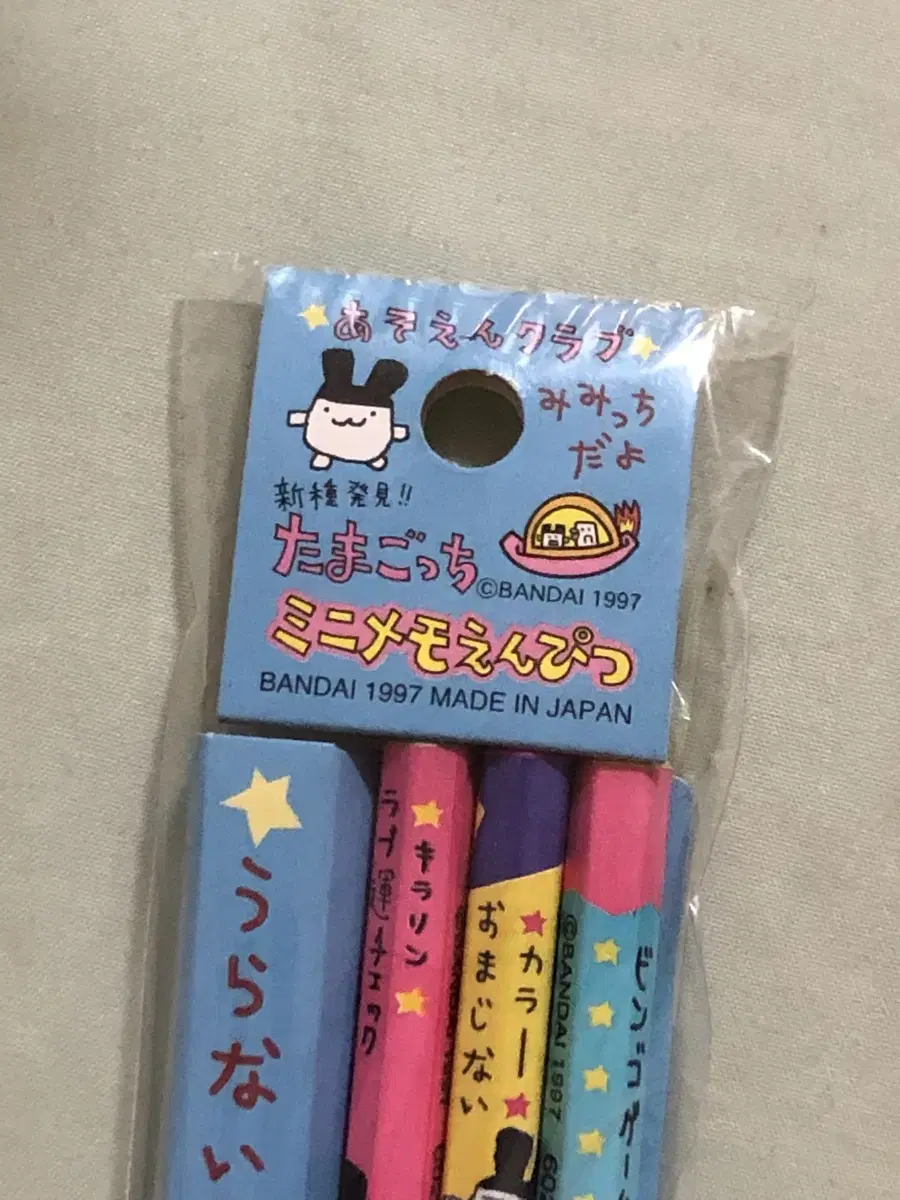 あそえんクラブ
みみっち
だよ
新種発見!!
たまごっち
©BANDAI 1997
ミニメモえんぴつ
BANDAI 1997 MADE IN JAPAN
うらない
キラリン
ラブ運チェック
カラー
おまじない
©BANDAI 1997
ビンゴゲー